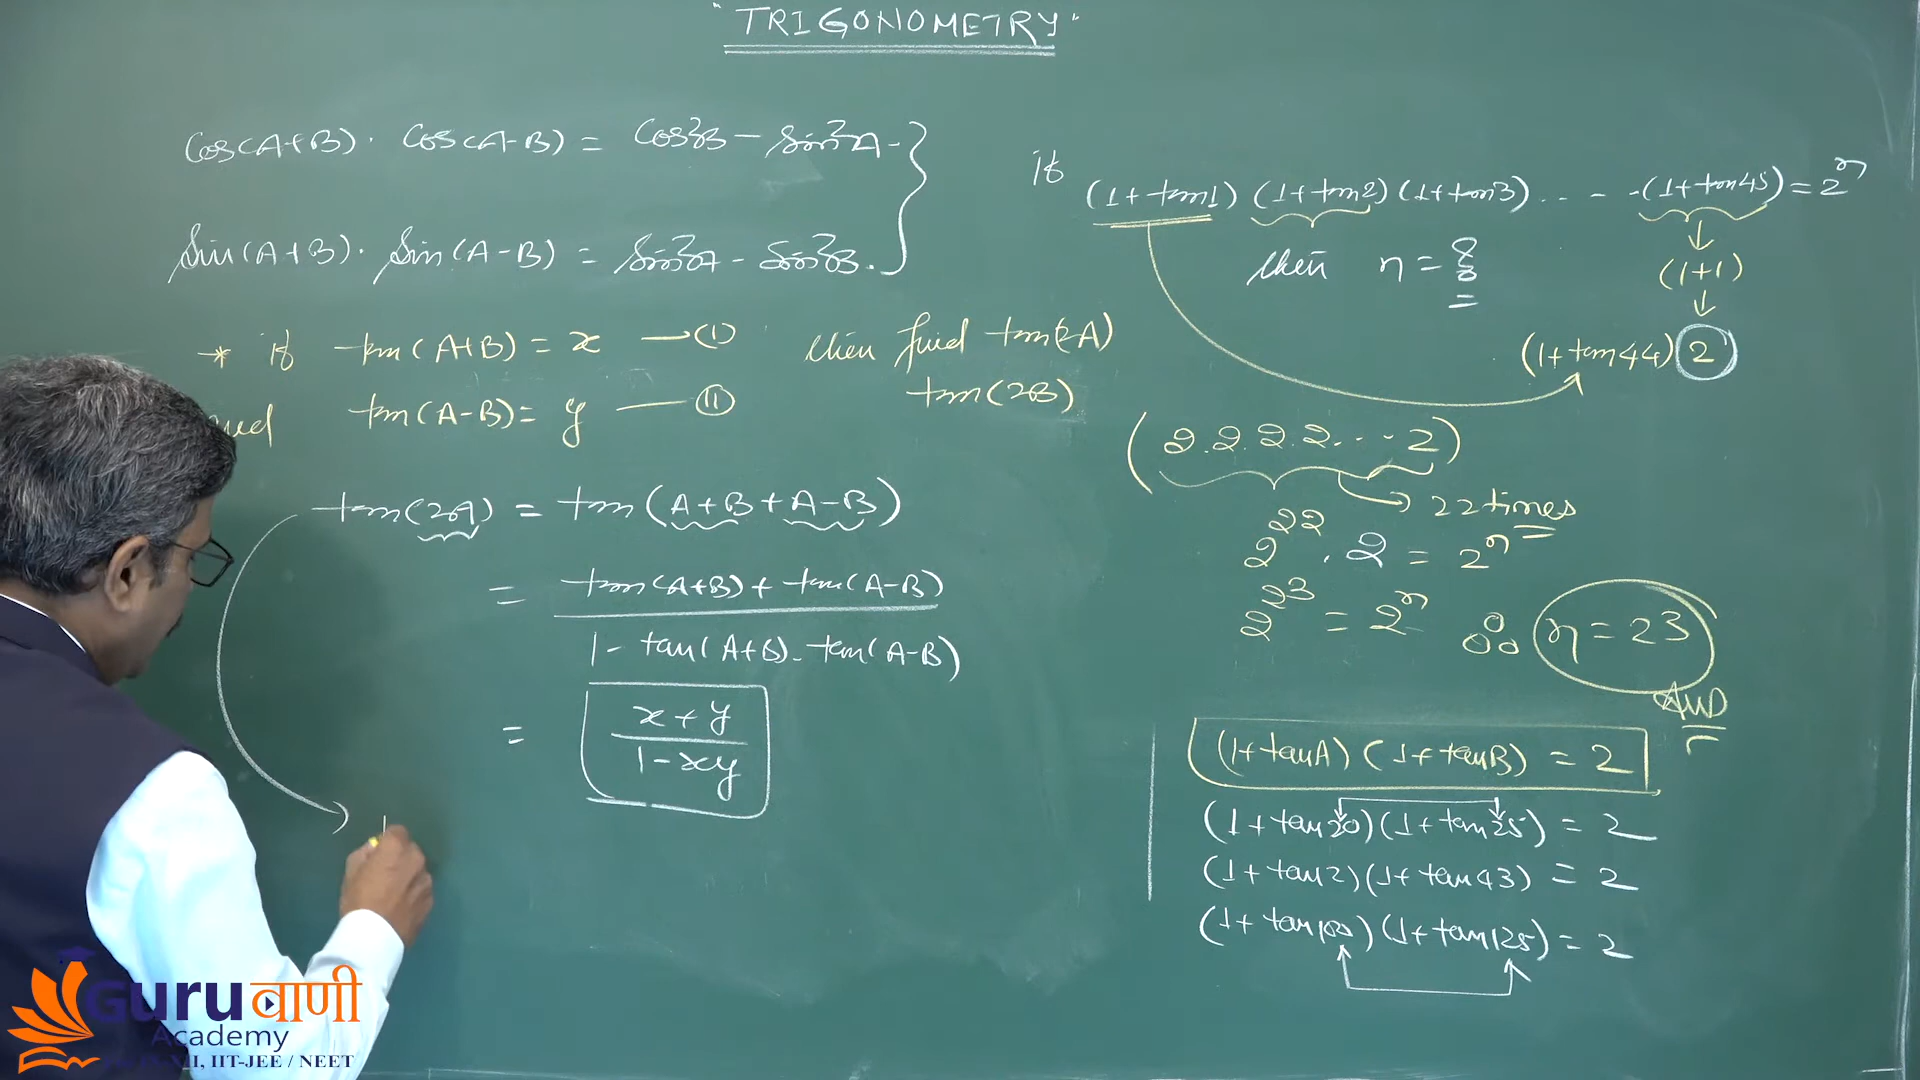 "TRIGONOMETRY"
cos(A+B). cos(A-B) = cos²B - sin²A -
sin(A+B). sin(A-B) = sin²A - sin²B.
* if tan(A+B) = x —(1) then find tan(2A)
tan(A-B) = y —(11) tan(2B)
tan(2A) = tan(A+B+A-B)
= tan(A+B) + tan(A-B)
1 - tan(A+B). tan(A-B)
= x+y
1-xy
If (1+tan1) (1+tan2) (1+tan3) .. - - -(1+tan45) = 2ⁿ
then n = ?
(1+1)
(1+tan44) 2
(2.2.2.2...2)
22 times
2²² . 2 = 2ⁿ
2²³ = 2ⁿ ∴ n = 23
Ans
(1+tanA) (1+tanB) = 2
(1+tan20)(1+tan25) = 2
(1+tan2)(1+tan43) = 2
(1+tan100)(1+tan125) = 2
Guruवाणी
Academy
IIT-JEE / NEET